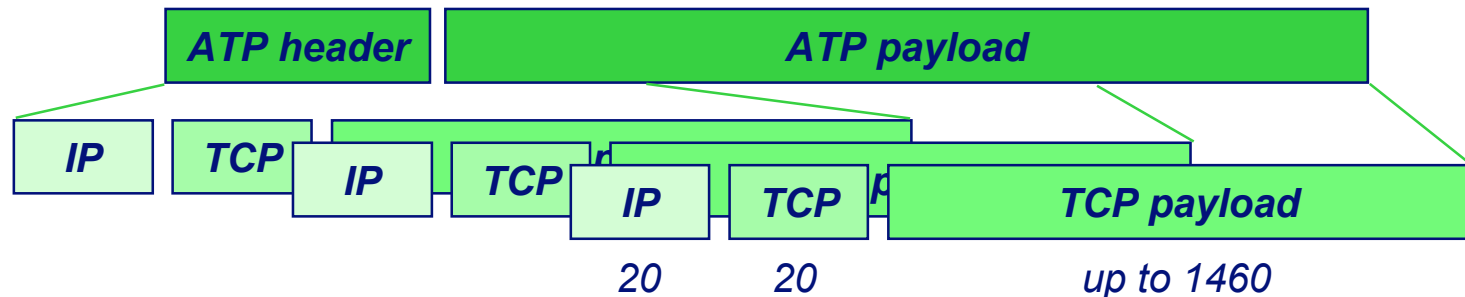 ATP header ATP payload
IP TCP
IP TCP
IP TCP TCP payload
20 20 up to 1460